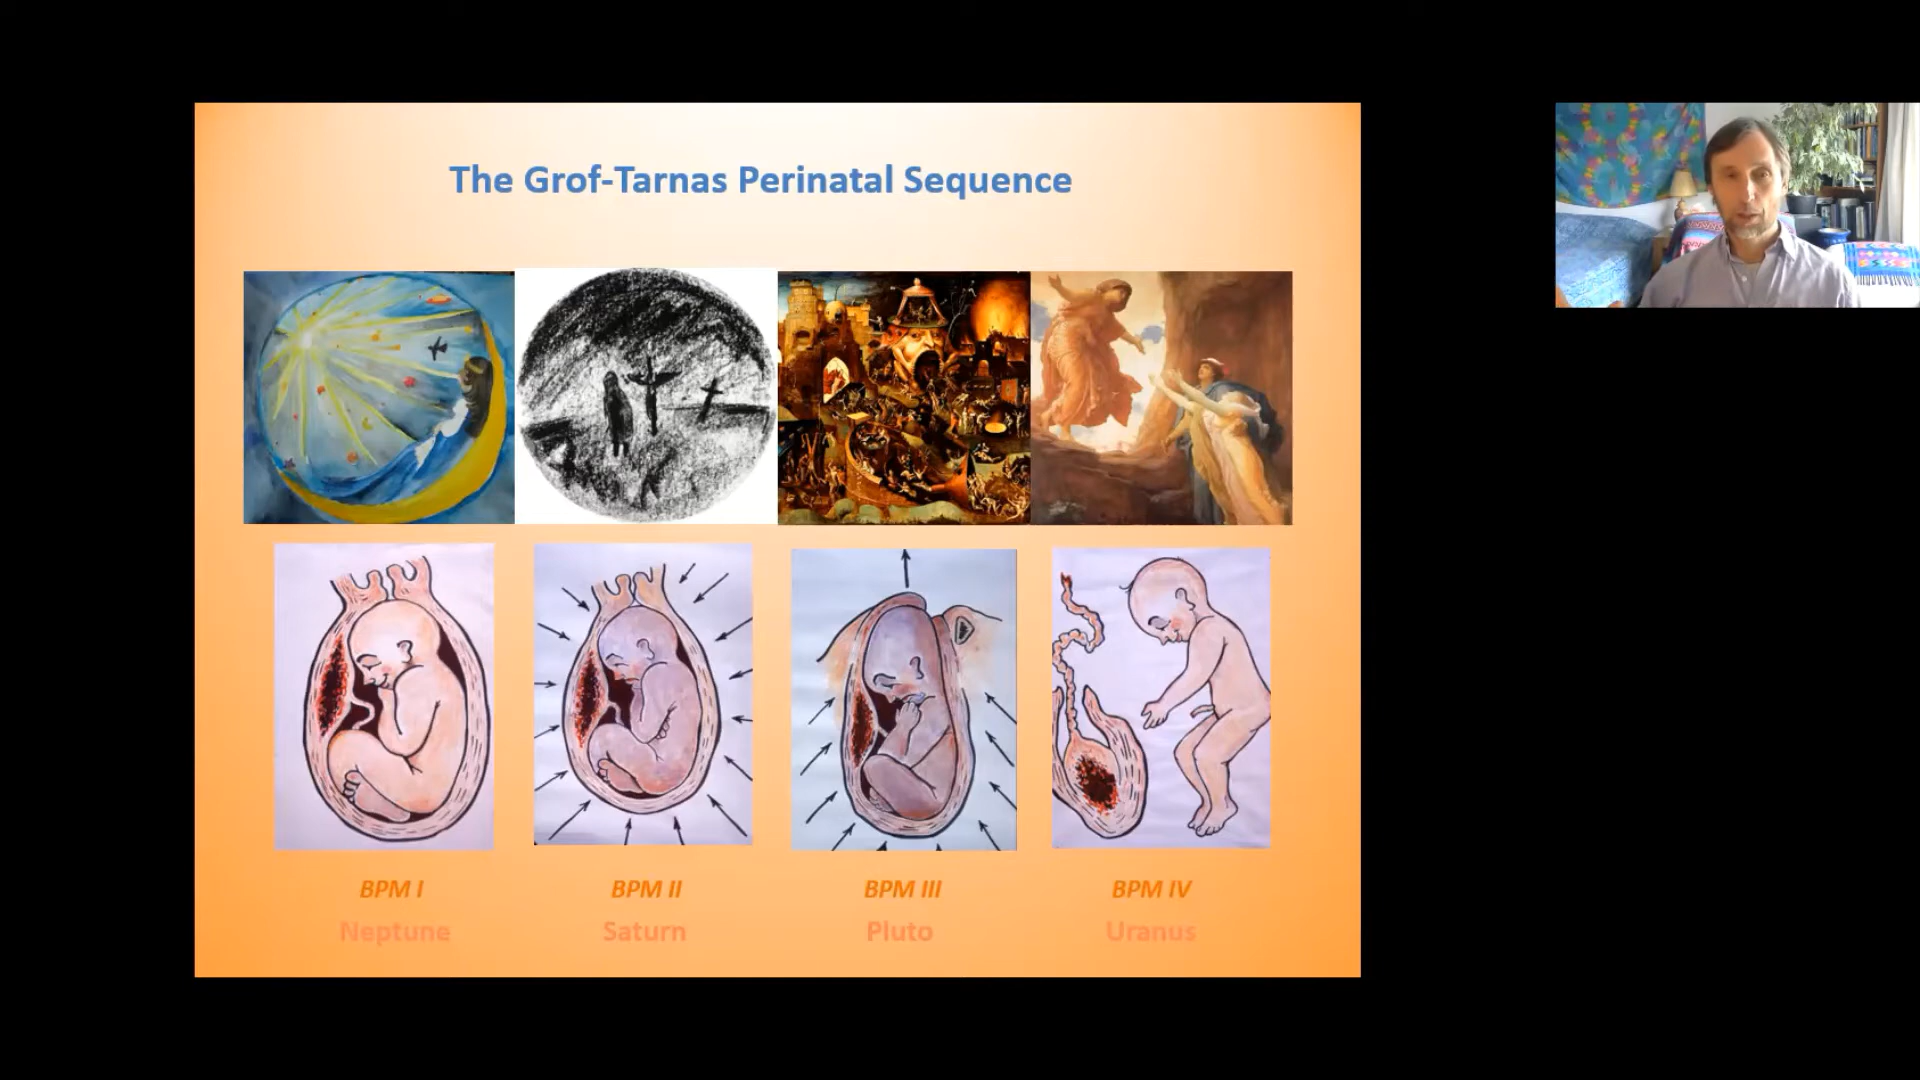 The Grof-Tarnas Perinatal Sequence
BPM I
BPM II
BPM III
BPM IV
Neptune
Saturn
Pluto
Uranus